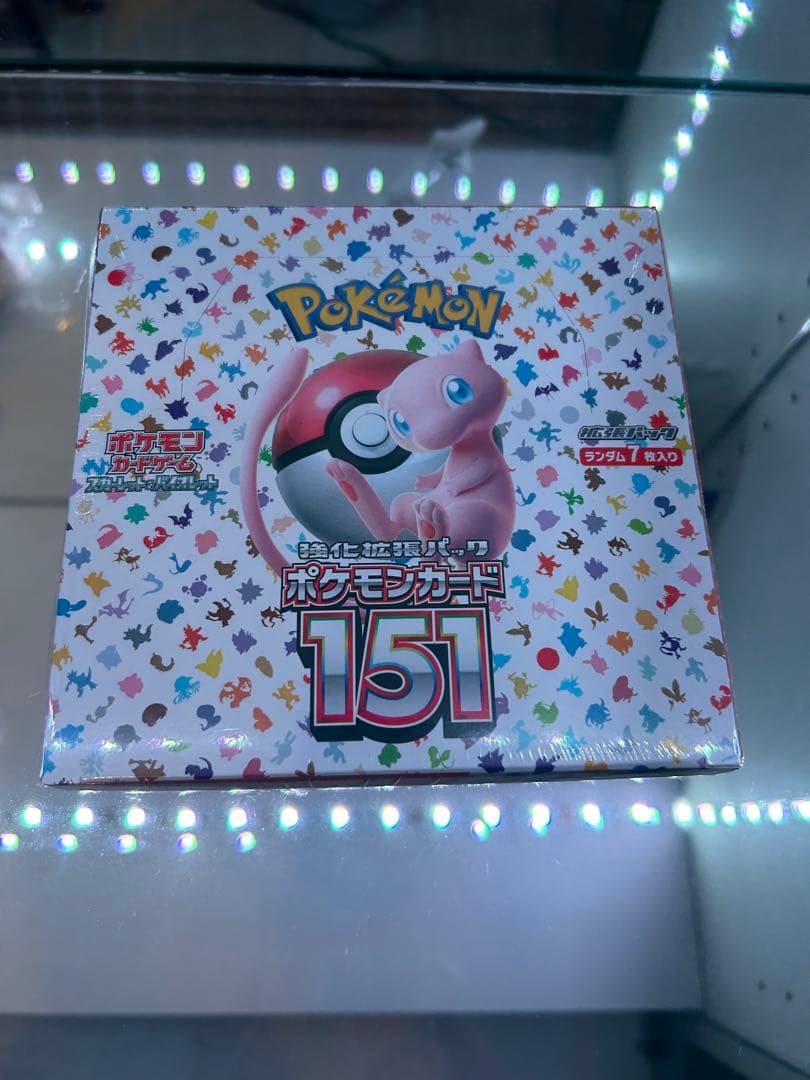 POKéMON
TM
ポケモン
カードゲーム
スカーレット&バイオレット
拡張パック
ランダム7枚入り
強化拡張パック
ポケモンカード
151